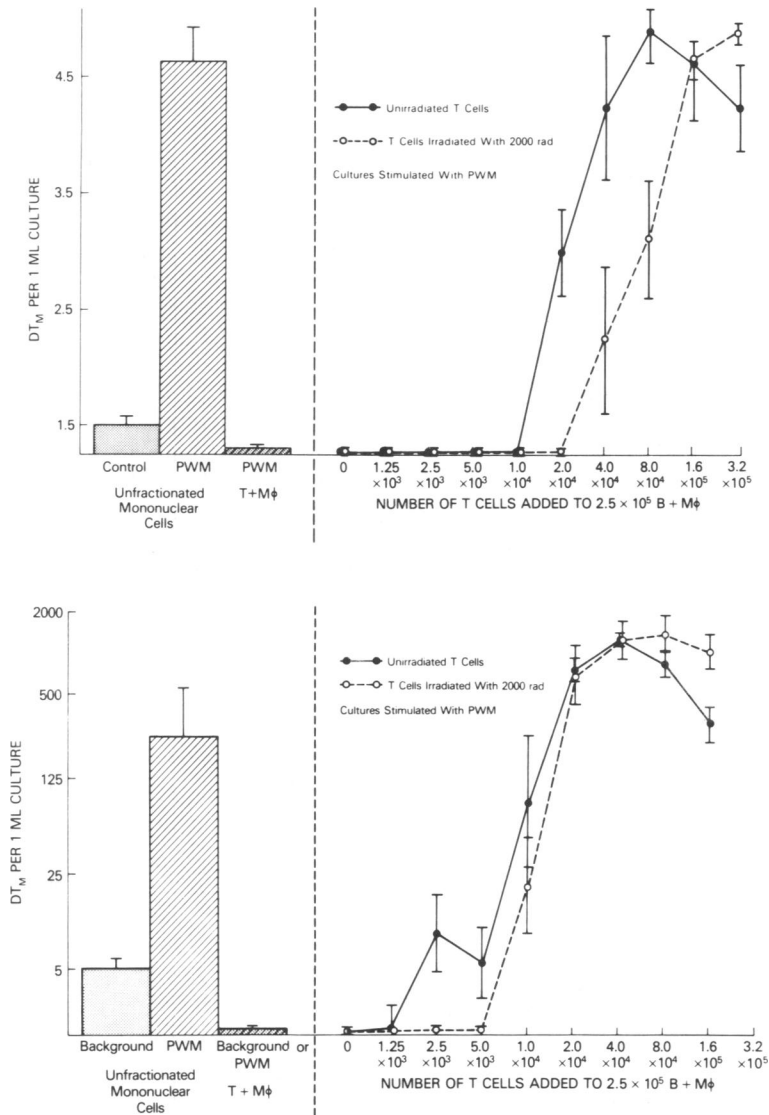 DT_M PER 1 ML CULTURE
4.5
3.5
2.5
1.5
Control
PWM
PWM
Unfractionated
Mononuclear
Cells
T+Mϕ
Unirradiated T Cells
T Cells Irradiated With 2000 rad
Cultures Stimulated With PWM
0 1.25 2.5 5.0 1.0 2.0 4.0 8.0 1.6 3.2
×10³ ×10³ ×10³ ×10⁴ ×10⁴ ×10⁴ ×10⁴ ×10⁵ ×10⁵
NUMBER OF T CELLS ADDED TO 2.5 × 10⁵ B + Mϕ
DT_M PER 1 ML CULTURE
2000
500
125
25
5
Background
PWM
Background or
PWM
Unfractionated
Mononuclear
Cells
T + Mϕ
Unirradiated T Cells
T Cells Irradiated With 2000 rad
Cultures Stimulated With PWM
0 1.25 2.5 5.0 1.0 2.0 4.0 8.0 1.6 3.2
×10³ ×10³ ×10³ ×10⁴ ×10⁴ ×10⁴ ×10⁴ ×10⁵ ×10⁵
NUMBER OF T CELLS ADDED TO 2.5 × 10⁵ B + Mϕ